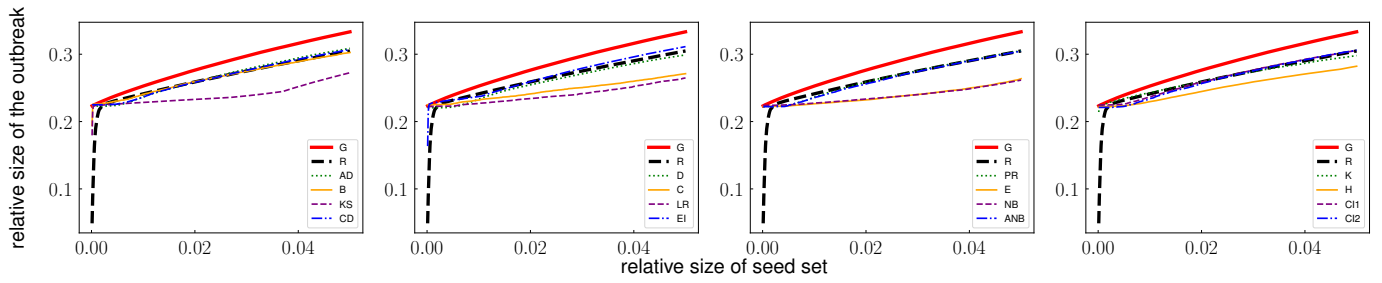 relative size of the outbreak
0.3
0.2
0.1
0.00
0.02
0.04
G
R
AD
B
KS
CD
0.3
0.2
0.1
0.00
0.02
0.04
G
R
D
C
LR
EI
0.3
0.2
0.1
0.00
0.02
0.04
G
R
PR
E
NB
ANB
0.3
0.2
0.1
0.00
0.02
0.04
G
R
K
H
CI1
CI2
relative size of seed set